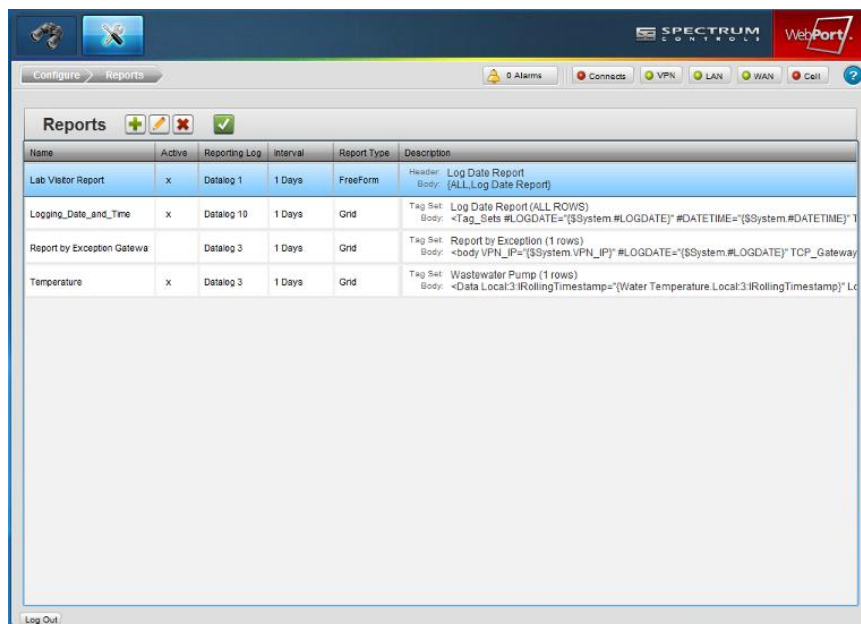 SPECTRUM
CONTROLS
WebPort
Configure
Reports
0 Alarms
Connects
VPN
LAN
WAN
Cell
?
Reports
Name Active Reporting Log Interval Report Type Description
Lab Visitor Report x Datalog 1 1 Days FreeForm Header: Log Date Report
Body: {ALL,Log Date Report}
Logging_Date_and_Time x Datalog 10 1 Days Grid Tag Set: Log Date Report (ALL ROWS)
Body: <Tag_Sets #LOGDATE="{$System.#LOGDATE}" #DATETIME="{$System.#DATETIME}" T
Report by Exception Gatewa Datalog 3 1 Days Grid Tag Set: Report by Exception (1 rows)
Body: <body VPN_IP="{$System.VPN_IP}" #LOGDATE="{$System.#LOGDATE}" TCP_Gateway
Temperature x Datalog 3 1 Days Grid Tag Set: Wastewater Pump (1 rows)
Body: <Data Local:3:IRollingTimestamp="{Water Temperature.Local:3:IRollingTimestamp}" Lo
Log Out